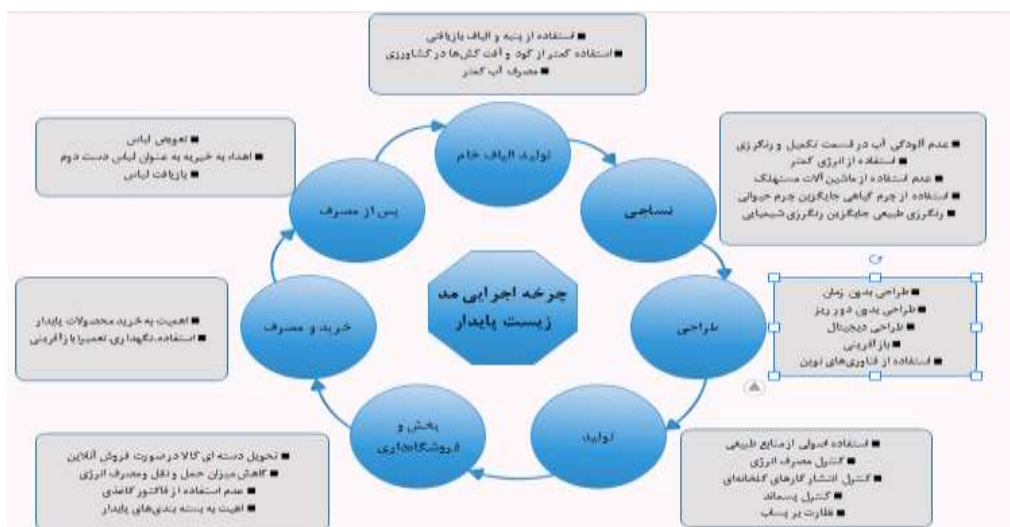 ■ استفاده از پنبه و الیاف بازیافتی
■ استفاده کمتر از کود و آفت کش‌ها در کشاورزی
■ مصرف آب کمتر
تولید الیاف خام
■ عدم آلودگی آب در قسمت تکمیل و رنگرزی
■ استفاده از انرژی کمتر
■ عدم استفاده از ماشین آلات مستهلک
■ استفاده از چرم گیاهی جایگزین چرم حیوانی
■ رنگرزی طبیعی جایگزین رنگرزی شیمیایی
نساجی
■ طراحی بدون زمان
■ طراحی بدون دور ریز
■ طراحی دیجیتال
■ باز آفرینی
■ استفاده از فناوری‌های نوین
طراحی
■ استفاده اصولی از منابع طبیعی
■ کنترل مصرف انرژی
■ کنترل انتشار گازهای گلخانه‌ای
■ کنترل پسماند
■ نظارت بر پساب
تولید
■ تحویل دسته ای کالا در صورت فروش آنلاین
■ کاهش میزان حمل و نقل و مصرف انرژی
■ عدم استفاده از فاکتور کاغذی
■ اهیت به بسته بندی‌های پایدار
پخش و
فروشگاه‌داری
■ اهمیت به خرید محصولات پایدار
■ استفاده، نگهداری، تعمیر یا بازآفرینی
خرید و مصرف
■ تعویض لباس
■ اهداء به خیریه به عنوان لباس دست دوم
■ بازیافت لباس
پس از مصرف
چرخه اجرایی مد
زیست پایدار